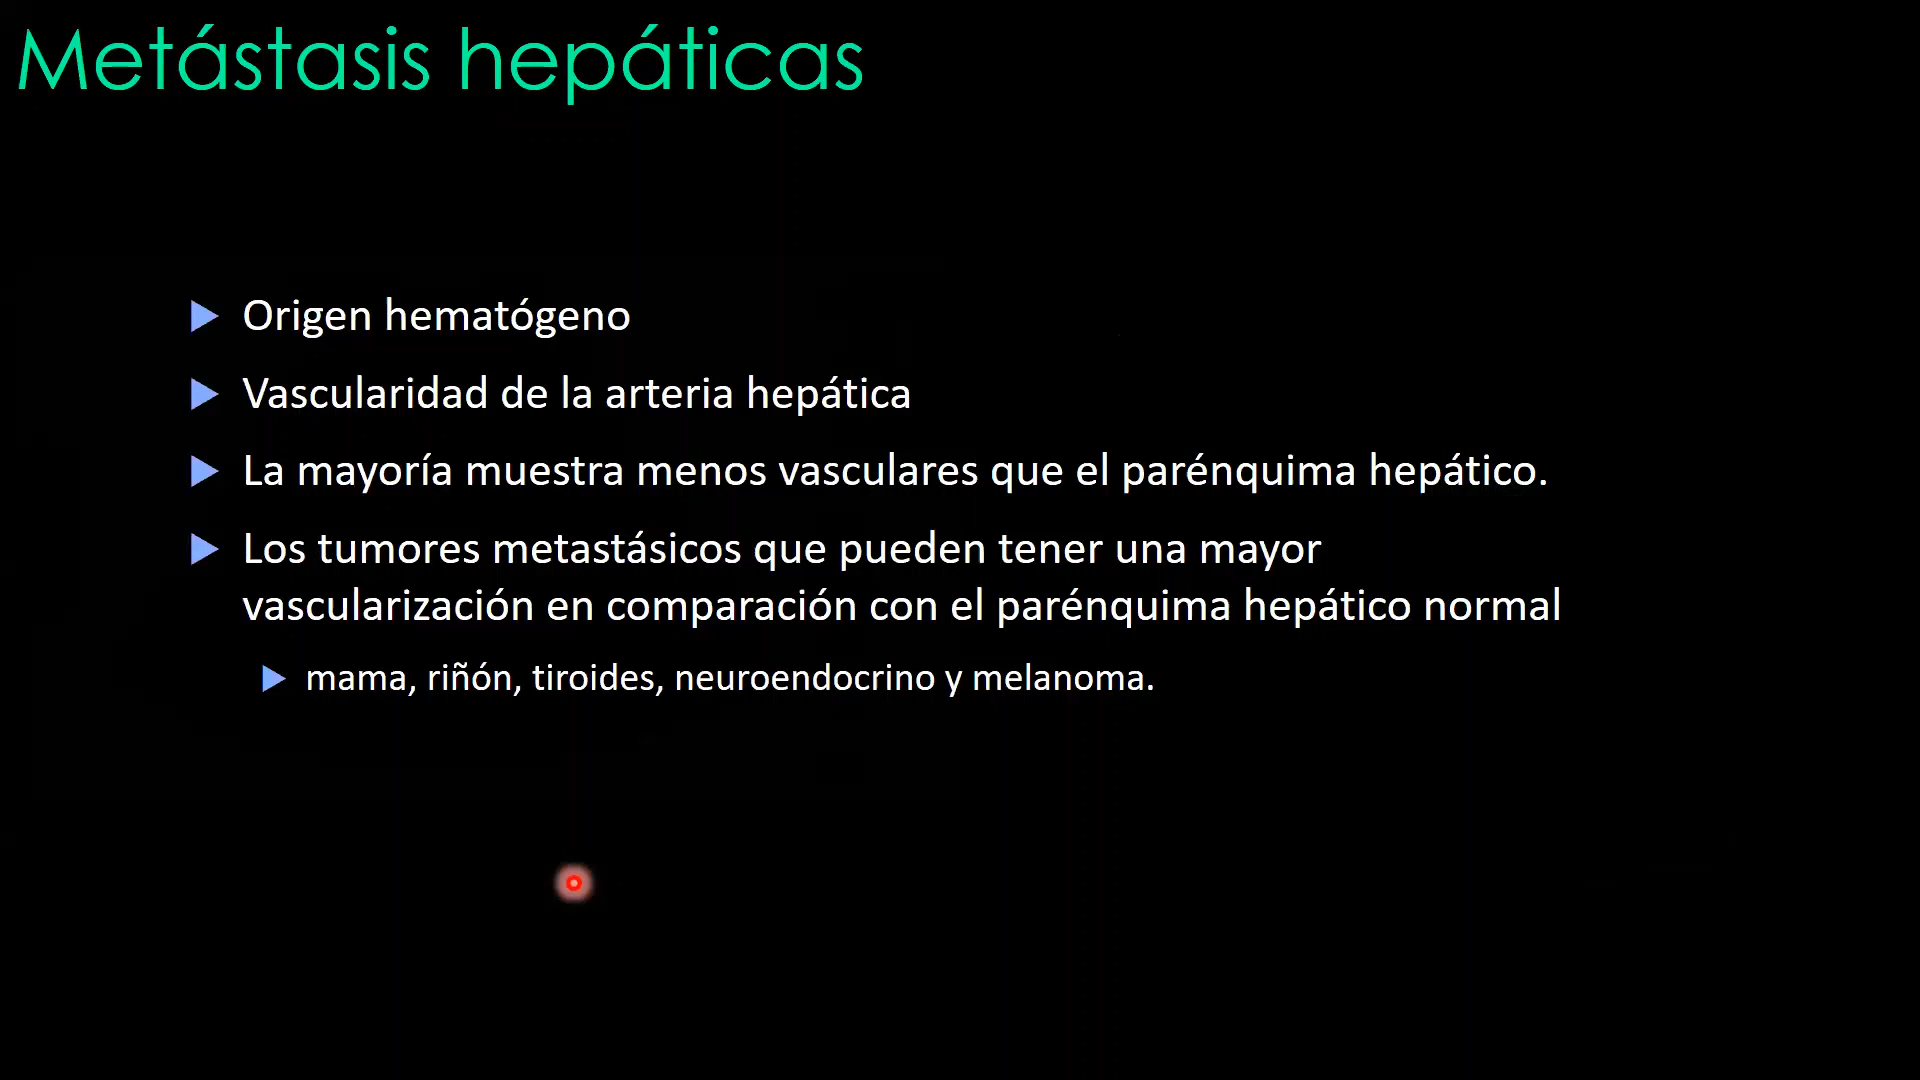 Metástasis hepáticas
Origen hematógeno
Vascularidad de la arteria hepática
La mayoría muestra menos vasculares que el parénquima hepático.
Los tumores metastásicos que pueden tener una mayor
vascularización en comparación con el parénquima hepático normal
mama, riñón, tiroides, neuroendocrino y melanoma.